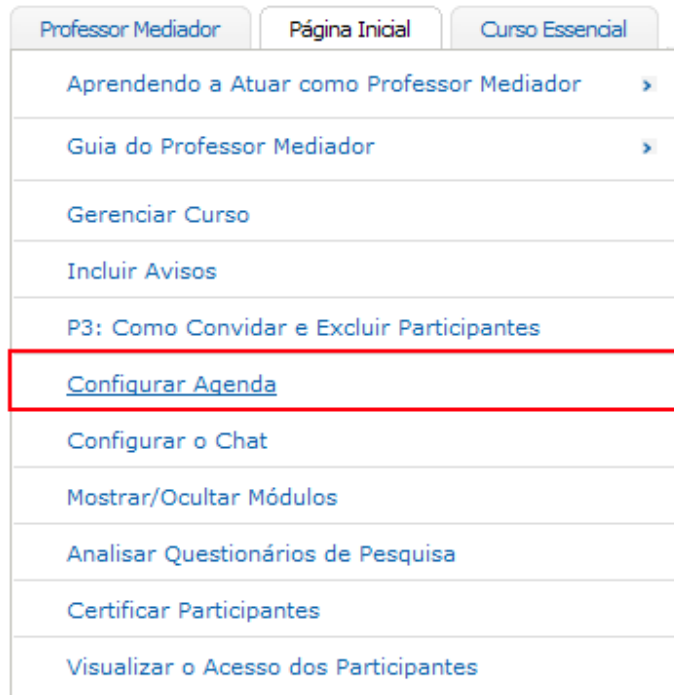 Professor Mediador Página Inicial Curso Essencial
Aprendendo a Atuar como Professor Mediador
Guia do Professor Mediador
Gerenciar Curso
Incluir Avisos
P3: Como Convidar e Excluir Participantes
Configurar Agenda
Configurar o Chat
Mostrar/Ocultar Módulos
Analisar Questionários de Pesquisa
Certificar Participantes
Visualizar o Acesso dos Participantes